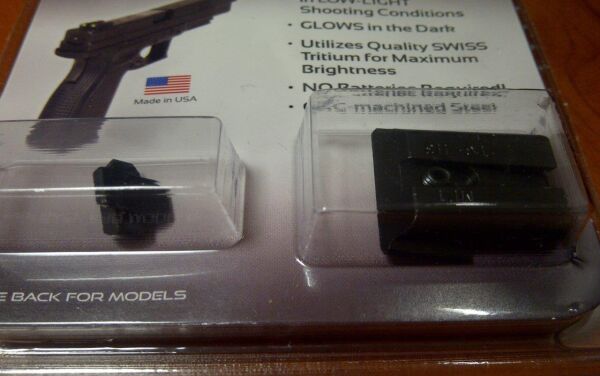 in LOW-LIGHT
Shooting Conditions
• GLOWS in the Dark
• Utilizes Quality SWISS
Tritium for Maximum
Brightness
• NO Batteries Required!
• CNC-machined Steel
Made in USA
E BACK FOR MODELS